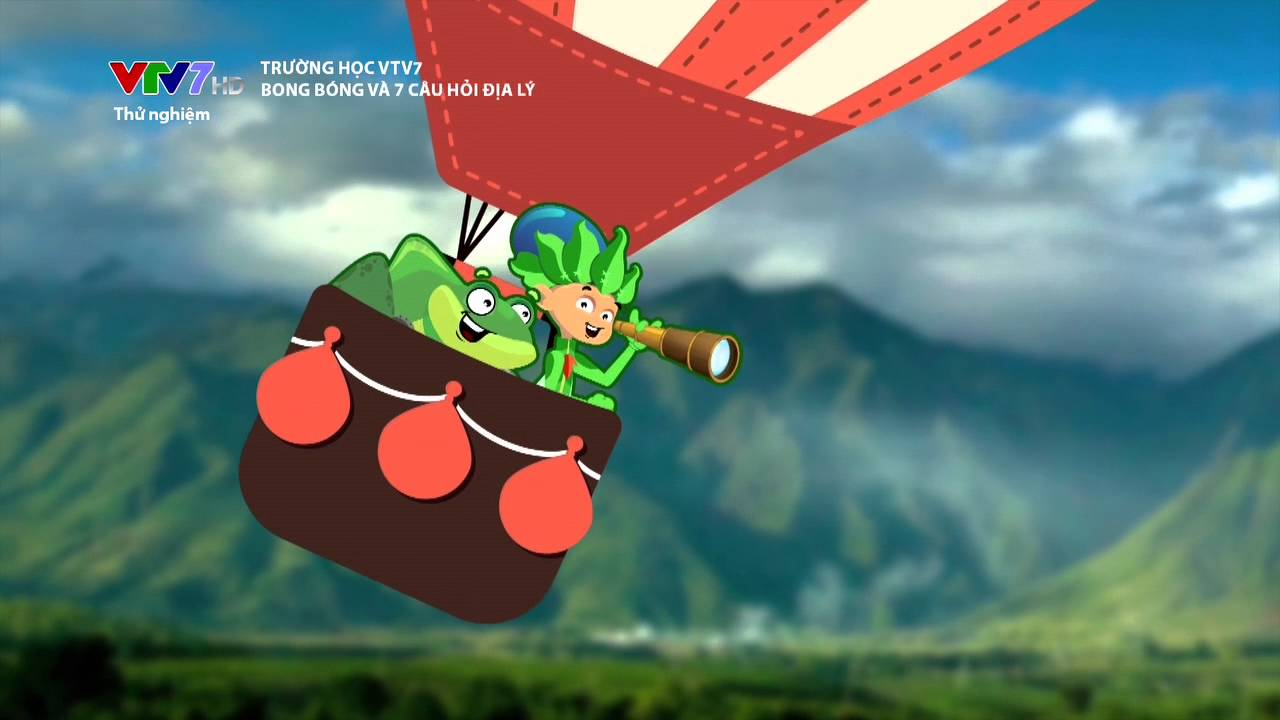 VTV7 HD
Thử nghiệm
TRƯỜNG HỌC VTV7
BONG BÓNG VÀ 7 CÂU HỎI ĐỊA LÝ